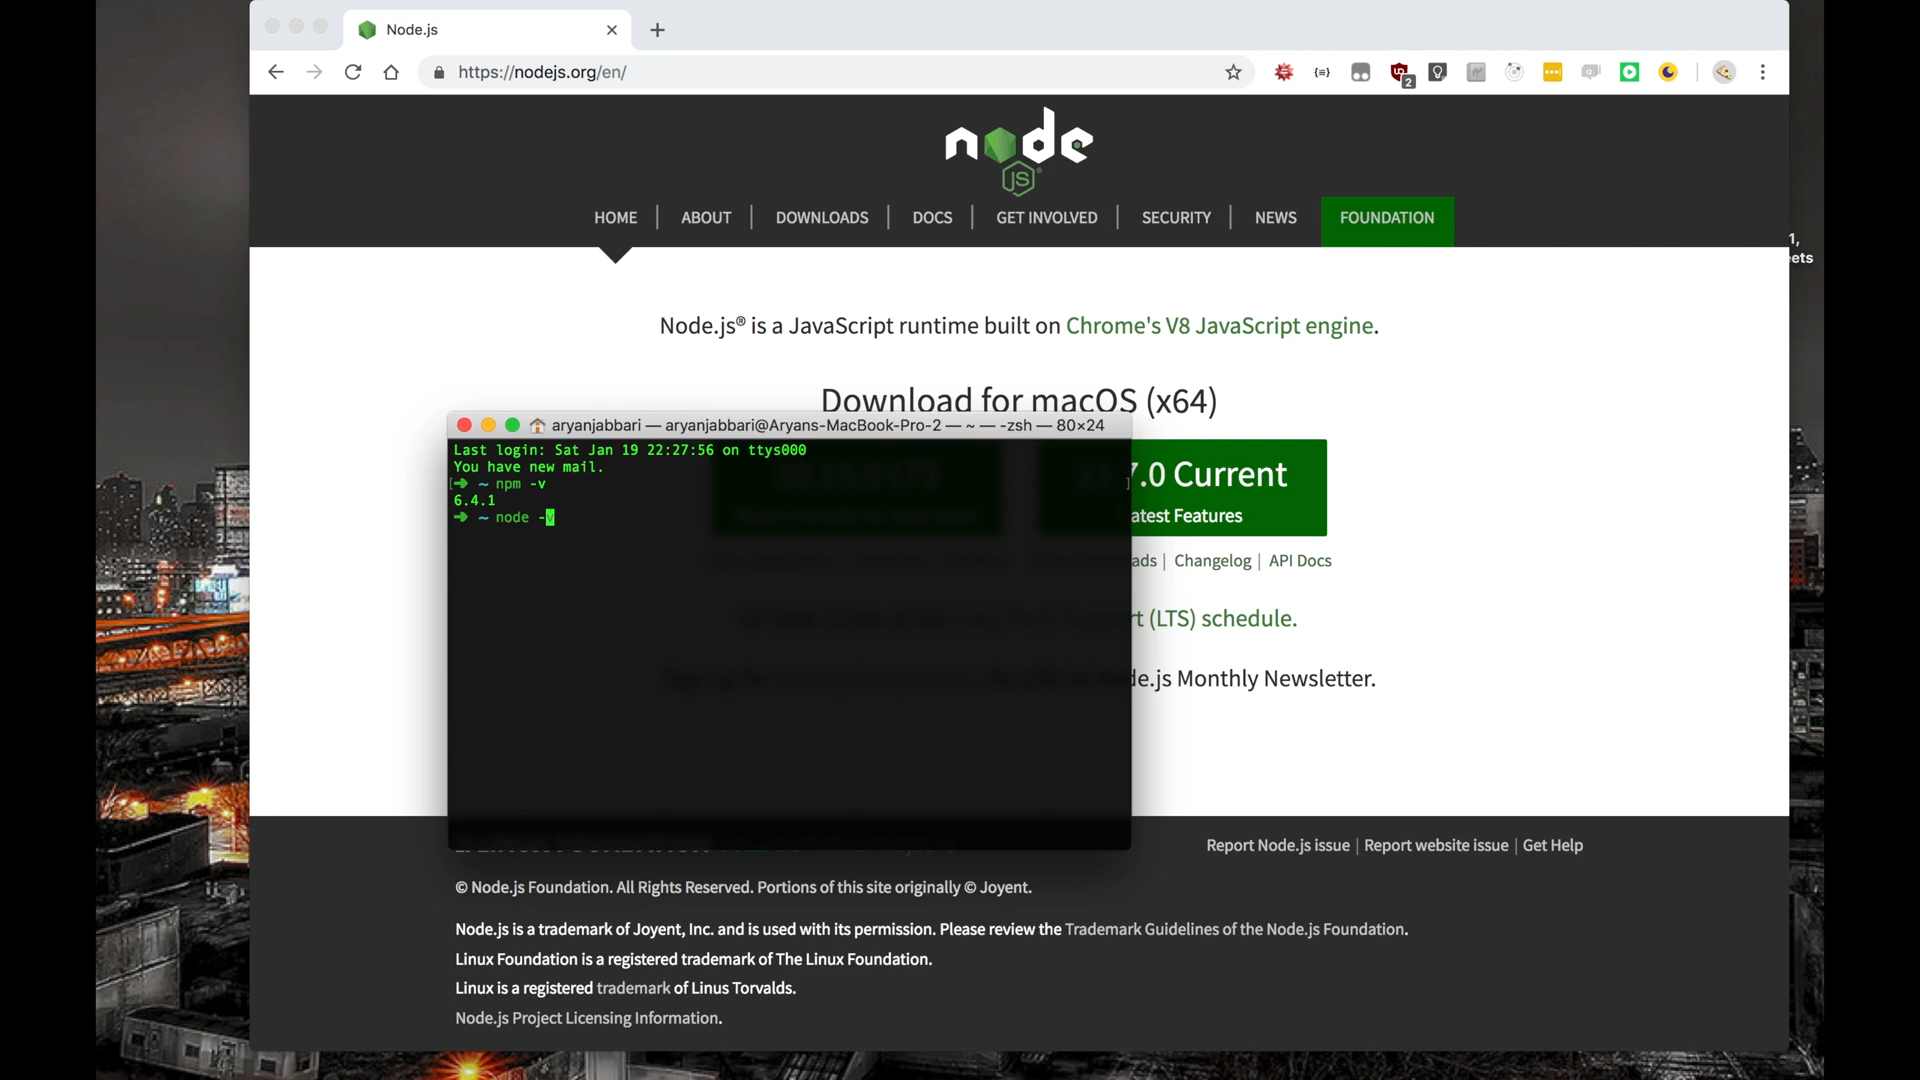 Node.js
https://nodejs.org/en/
2
node
JS
HOME
ABOUT
DOWNLOADS
DOCS
GET INVOLVED
SECURITY
NEWS
FOUNDATION
1,
ets
Node.js® is a JavaScript runtime built on Chrome's V8 JavaScript engine.
Download for macOS (x64)
aryanjabbari — aryanjabbari@Aryans-MacBook-Pro-2 — ~ — -zsh — 80×24
Last login: Sat Jan 19 22:27:56 on ttys000
You have new mail.
~ npm -v
6.4.1
~ node -v
7.0 Current
atest Features
ads | Changelog | API Docs
rt (LTS) schedule.
de.js Monthly Newsletter.
Report Node.js issue | Report website issue | Get Help
© Node.js Foundation. All Rights Reserved. Portions of this site originally © Joyent.
Node.js is a trademark of Joyent, Inc. and is used with its permission. Please review the Trademark Guidelines of the Node.js Foundation.
Linux Foundation is a registered trademark of The Linux Foundation.
Linux is a registered trademark of Linus Torvalds.
Node.js Project Licensing Information.